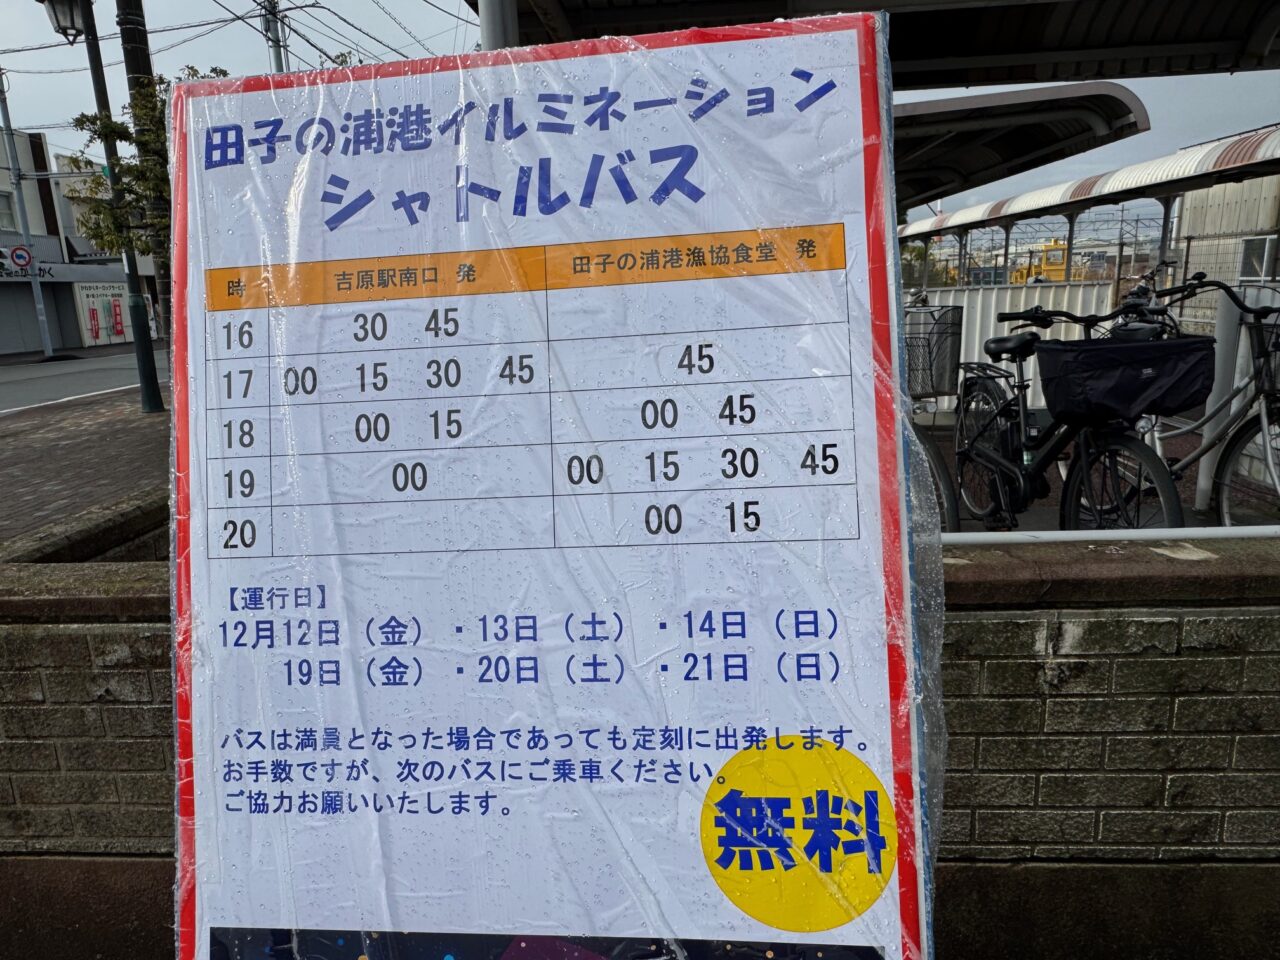 田子の浦港イルミネーション
シャトルバス
時 吉原駅南口 発 田子の浦港漁協食堂 発
16 30 45
17 00 15 30 45 45
18 00 15 00 45
19 00 00 15 30 45
20 00 15
【運行日】
12月12日（金）・13日（土）・14日（日）
19日（金）・20日（土）・21日（日）
バスは満員となった場合であっても定刻に出発します。
お手数ですが、次のバスにご乗車ください。
ご協力お願いいたします。
無料